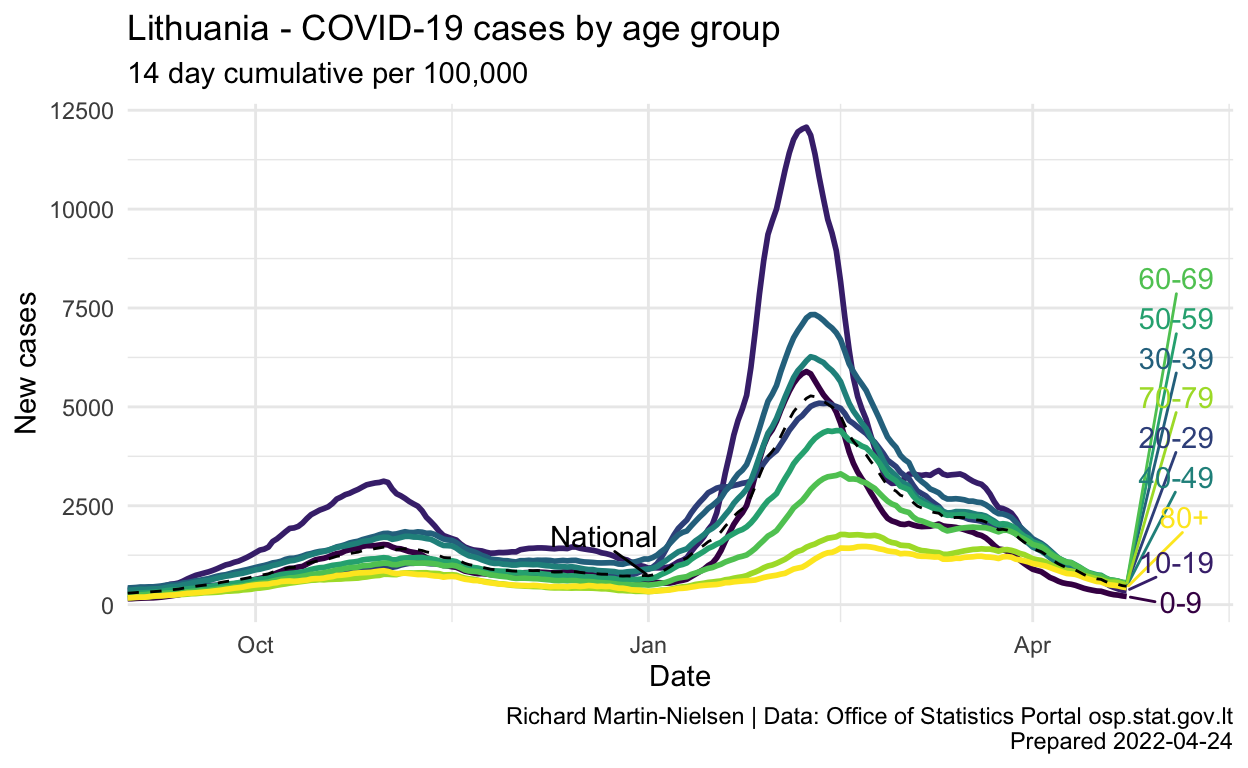 Lithuania - COVID-19 cases by age group
14 day cumulative per 100,000
12500
10000
7500
5000
2500
0
New cases
National
60-69
50-59
30-39
70-79
20-29
40-49
80+
10-19
0-9
Oct
Jan
Apr
Date
Richard Martin-Nielsen | Data: Office of Statistics Portal osp.stat.gov.lt
Prepared 2022-04-24